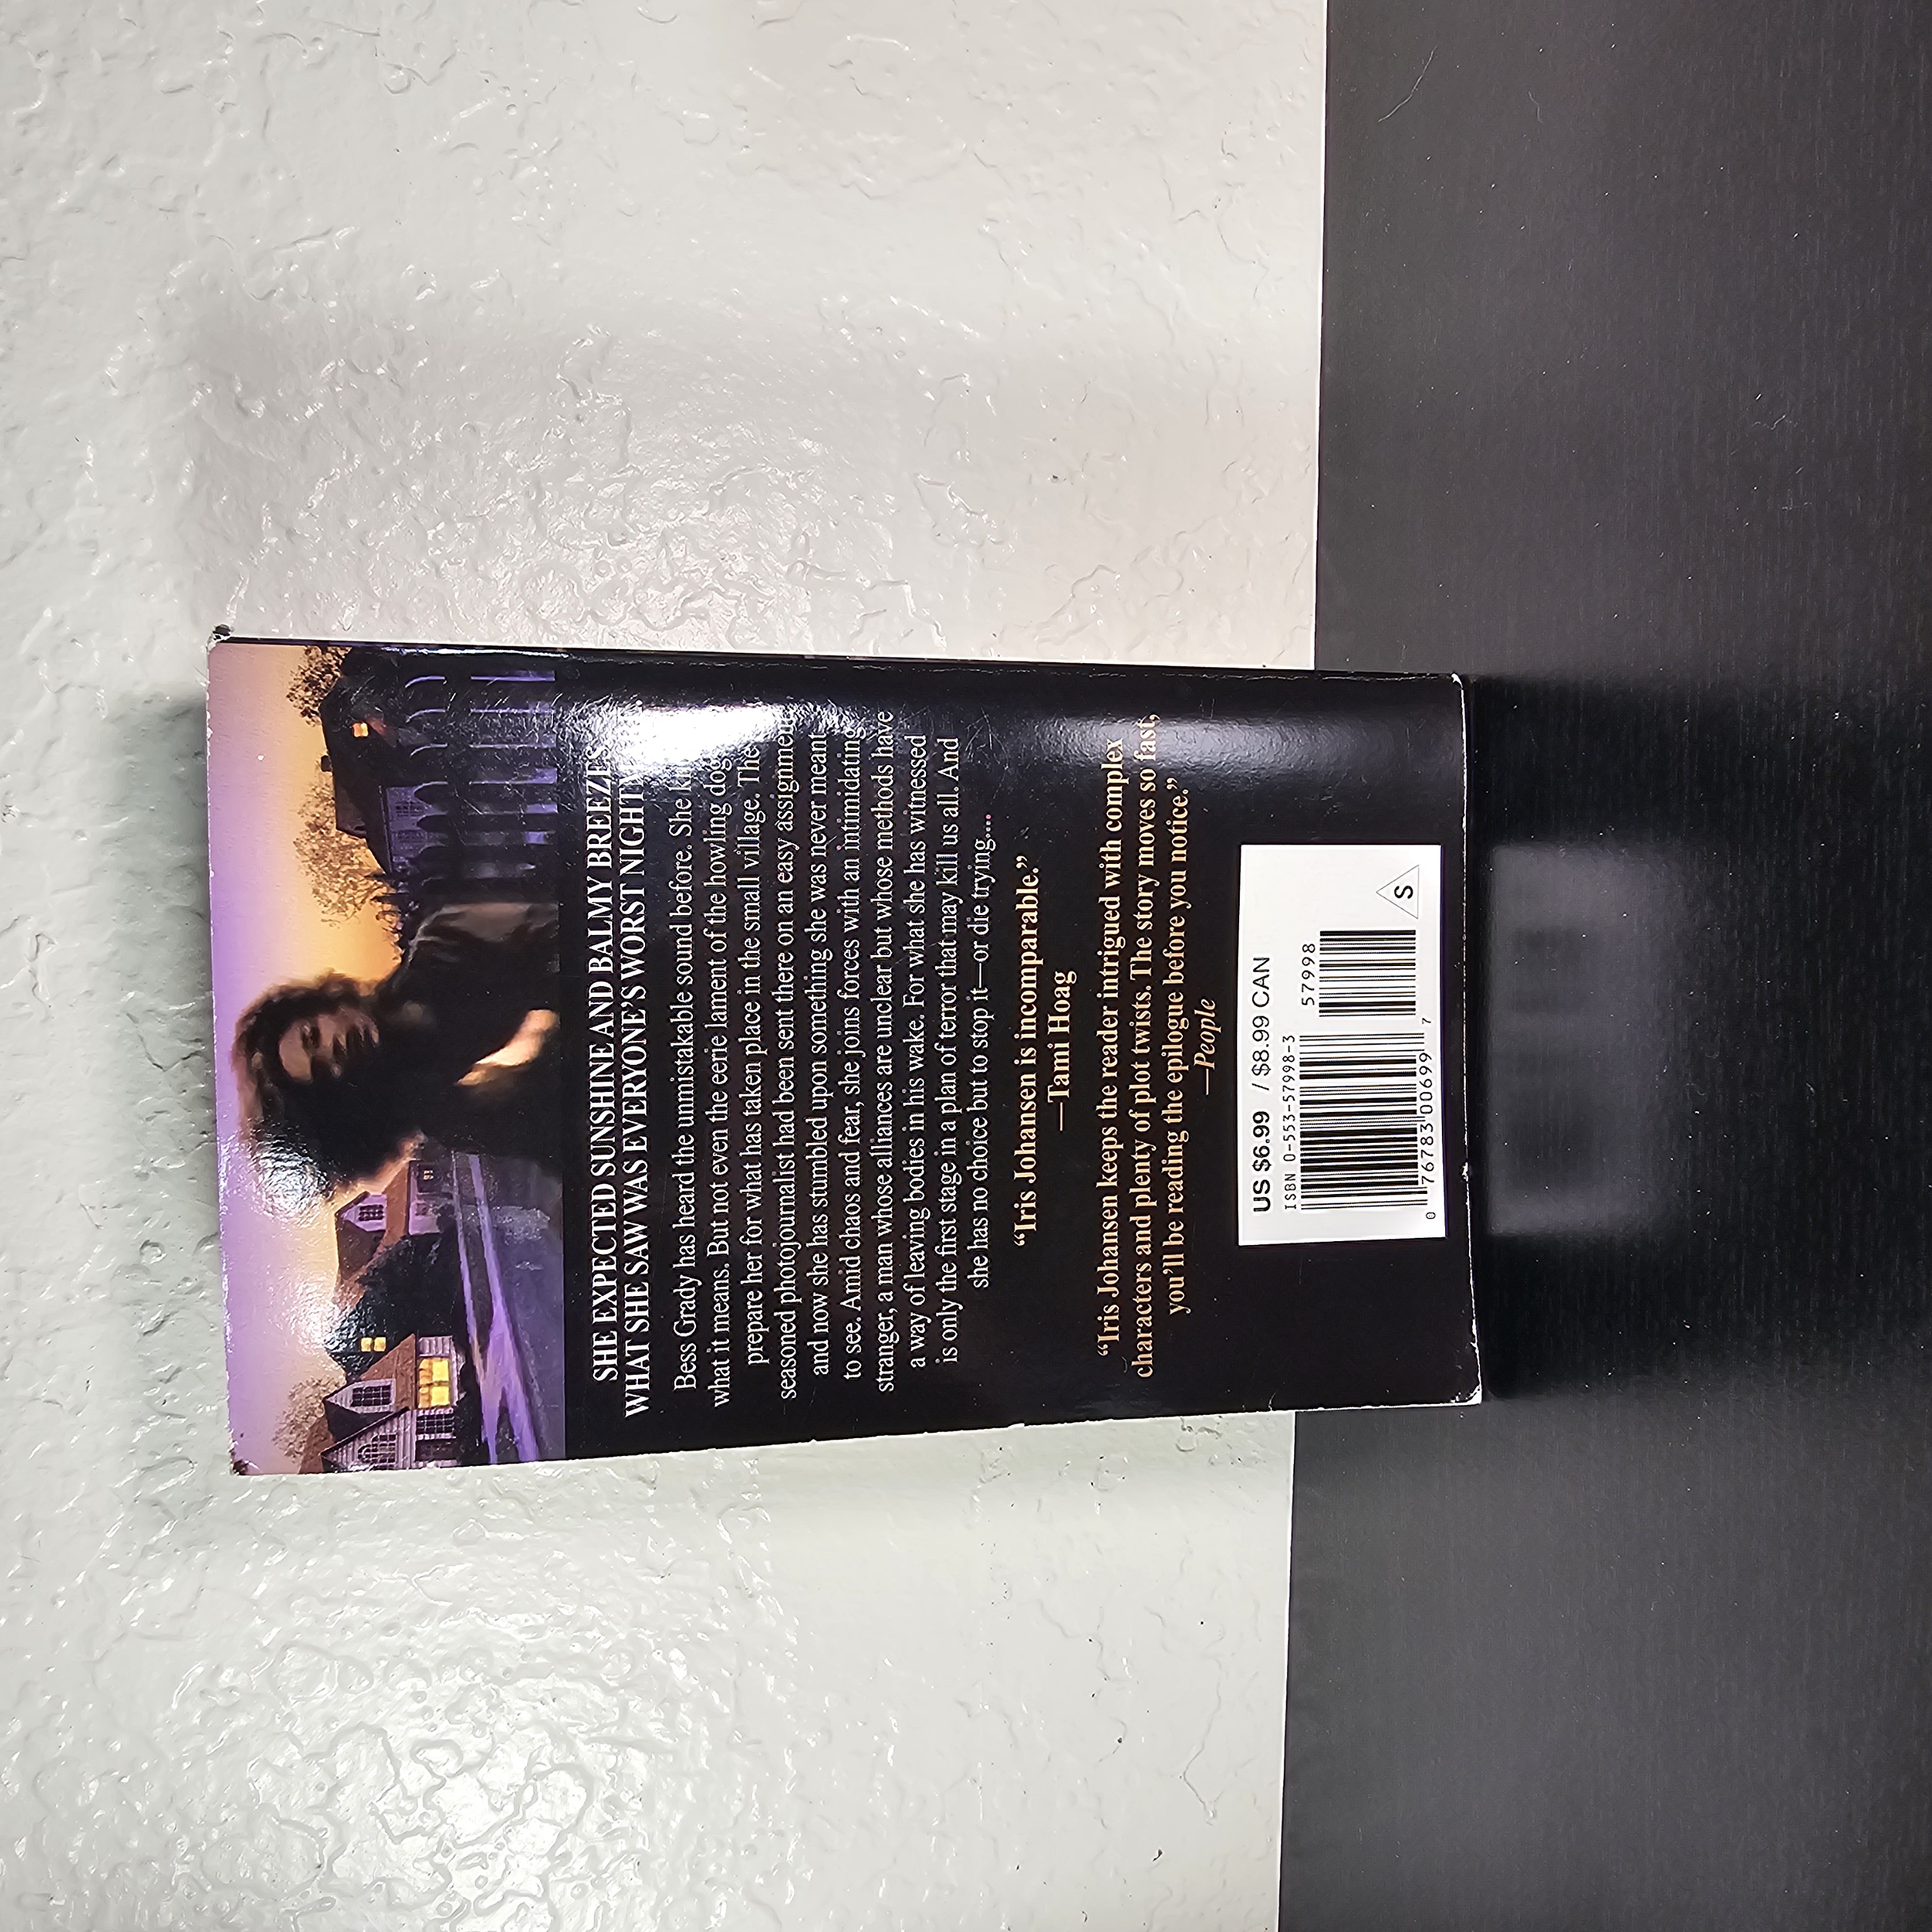 SHE EXPECTED SUNSHINE AND BALMY BREEZES.
WHAT SHE SAW WAS EVERYONE'S WORST
Bess Grady has heard the unmistakable sound before. She
what it means. But not even the eerie lament of the howling
prepare her for what has taken place in the small village. The
seasoned photojournalist had been sent there on an easy assignment
and now she has stumbled upon something she was never meant
to see. Amid chaos and fear, she joins forces with an intimidating
stranger, a man whose alliances are unclear but whose methods have
a way of leaving bodies in his wake. For what she has witnessed
is only the first stage in a plan of terror that may kill us all. And
she has no choice but to stop it—or die trying....
“Iris Johansen is incomparable.”
—Tami Hoag
“Iris Johansen keeps the reader intrigued with complex
characters and plenty of plot twists. The story moves so fast,
you'll be reading the epilogue before you notice.”
—People
US $6.99 / $8.99 CAN
ISBN 0-553-57998-3
57998
0 76783 00699 7
S